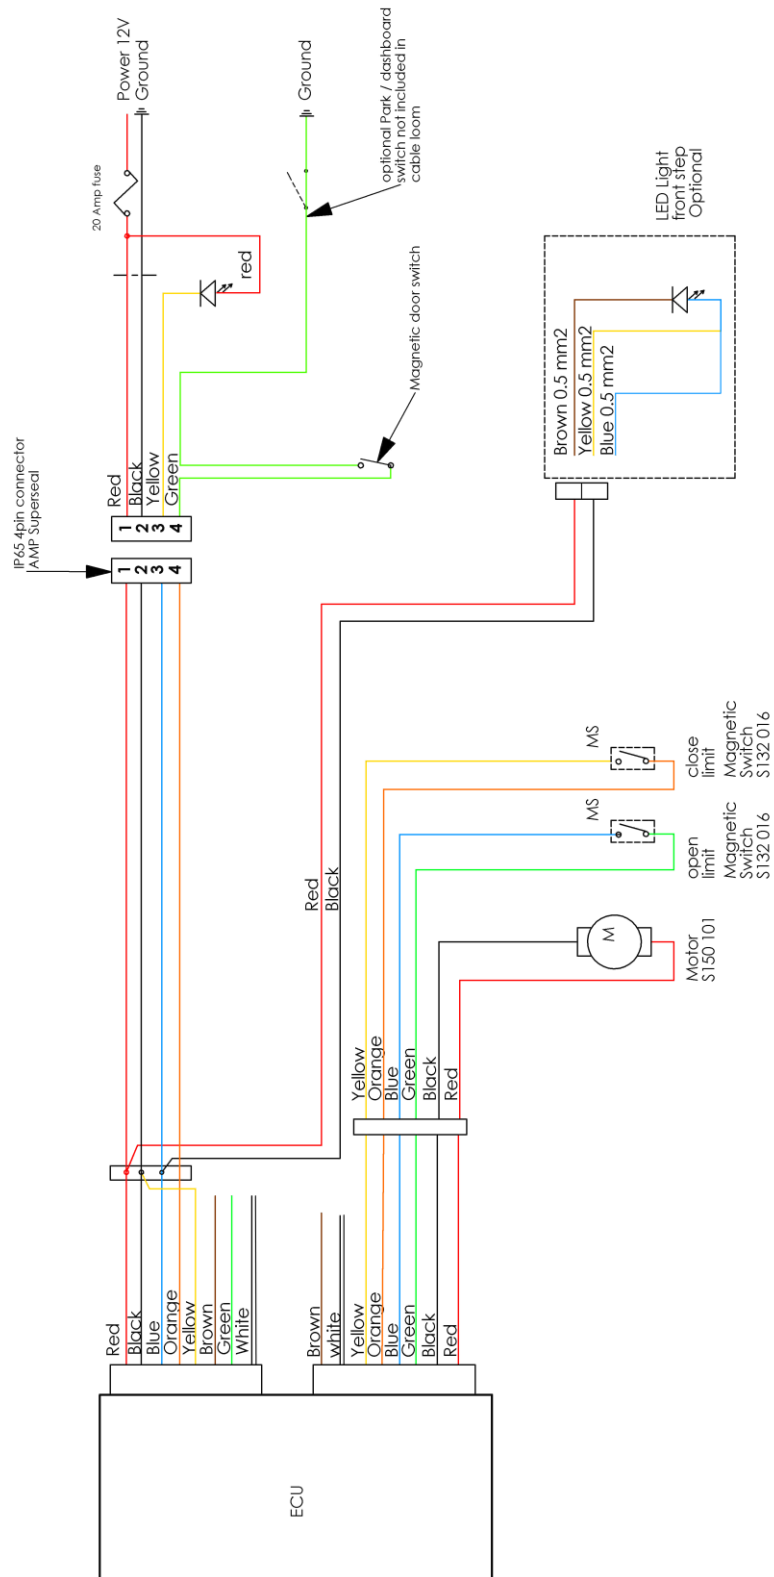 Power 12V
Ground
20 Amp fuse
red
Ground
optional Park / dashboard
switch not included in
cable loom
Magnetic door switch
IP65 4pin connector
AMP Superseal
Red
Black
Yellow
Green
1
2
3
4
1
2
3
4
LED Light
front step
Optional
Brown 0.5 mm2
Yellow 0.5 mm2
Blue 0.5 mm2
Red
Black
MS
close
limit
Magnetic
Switch
S132 016
MS
open
limit
Magnetic
Switch
S132 016
M
Motor
S150 101
Yellow
Orange
Blue
Green
Black
Red
Red
Black
Blue
Orange
Yellow
Brown
Green
White
Brown
white
Yellow
Orange
Blue
Green
Black
Red
ECU